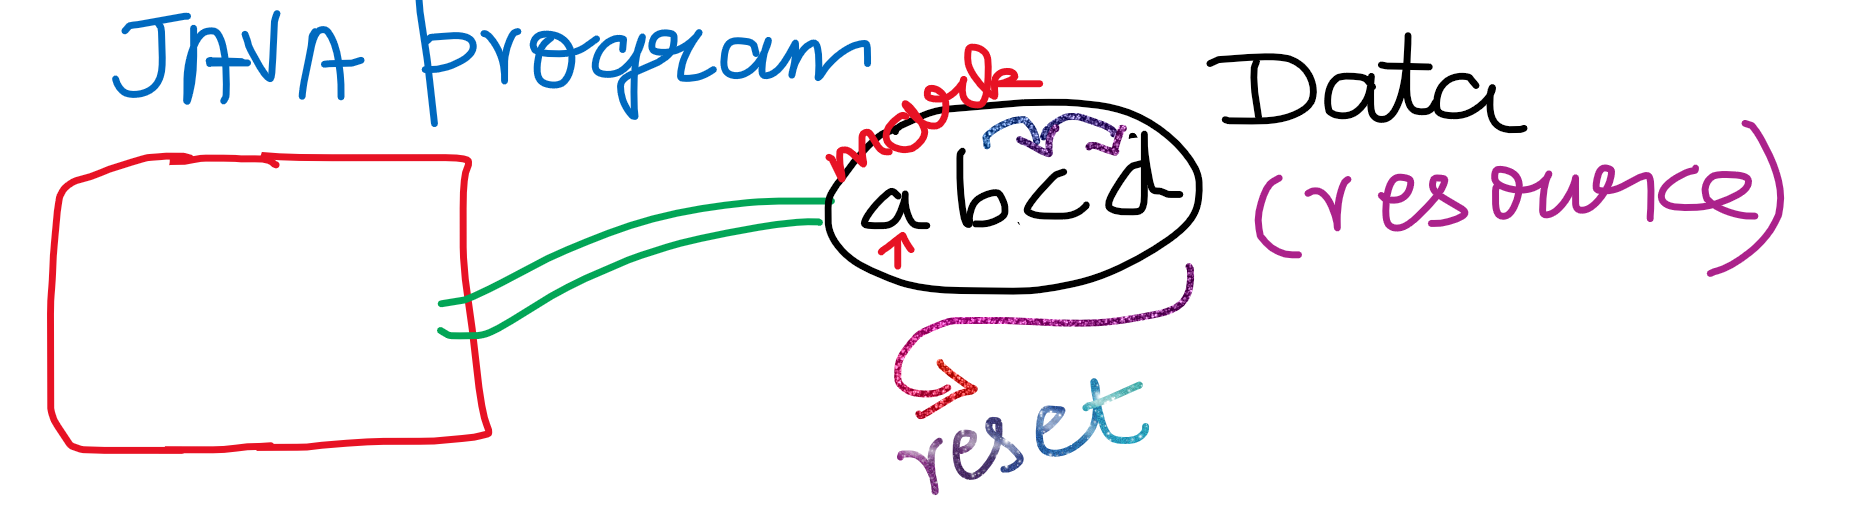 JAVA program
mark
Data
(resource)
abcd
reset